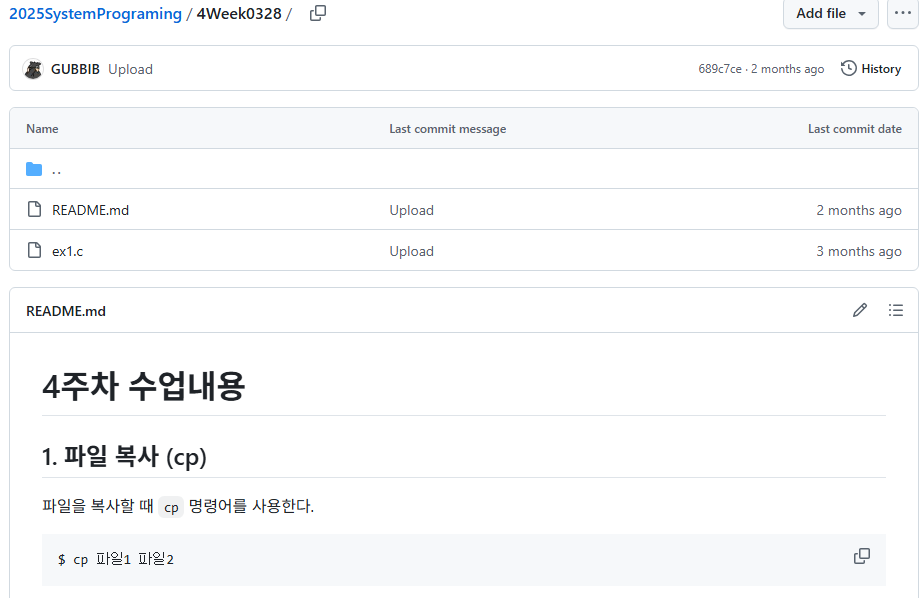 2025SystemPrograming / 4Week0328 /
Add file
GUBBIB Upload
689c7ce · 2 months ago
History
Name Last commit message Last commit date
..
README.md Upload 2 months ago
ex1.c Upload 3 months ago
README.md
4주차 수업내용
1. 파일 복사 (cp)
파일을 복사할 때 cp 명령어를 사용한다.
$ cp 파일1 파일2